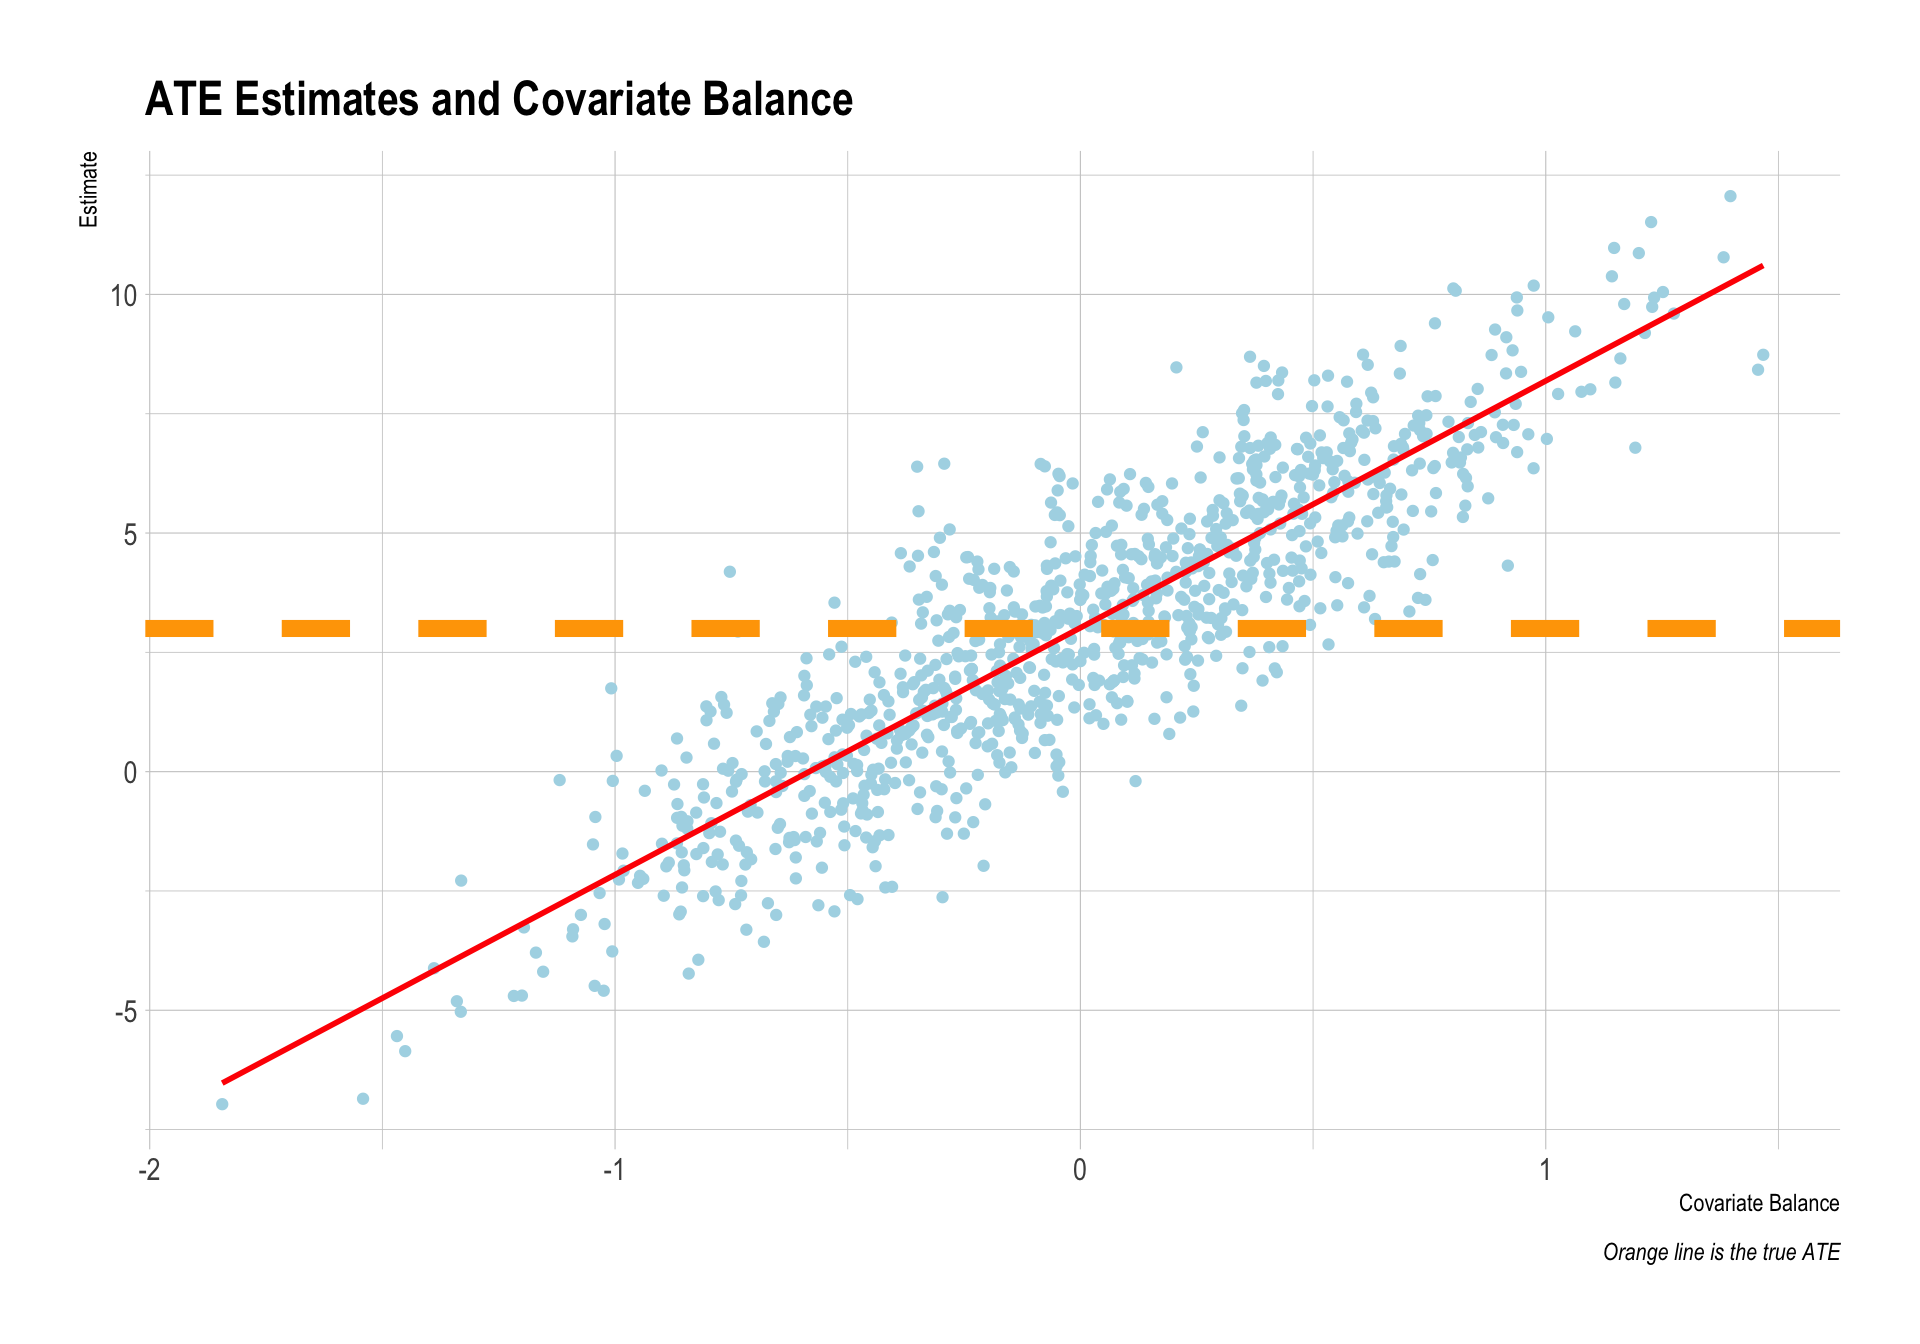 ATE Estimates and Covariate Balance
Estimate
10
5
0
-5
-2
-1
0
1
Covariate Balance
Orange line is the true ATE